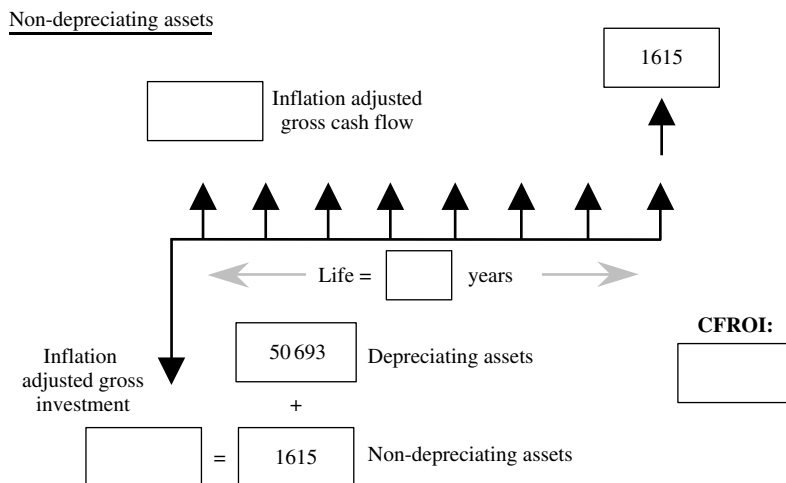 Non-depreciating assets
1615
Inflation adjusted
gross cash flow
Life = years
CFROI:
50 693 Depreciating assets
Inflation
adjusted gross
investment
+
= 1615 Non-depreciating assets